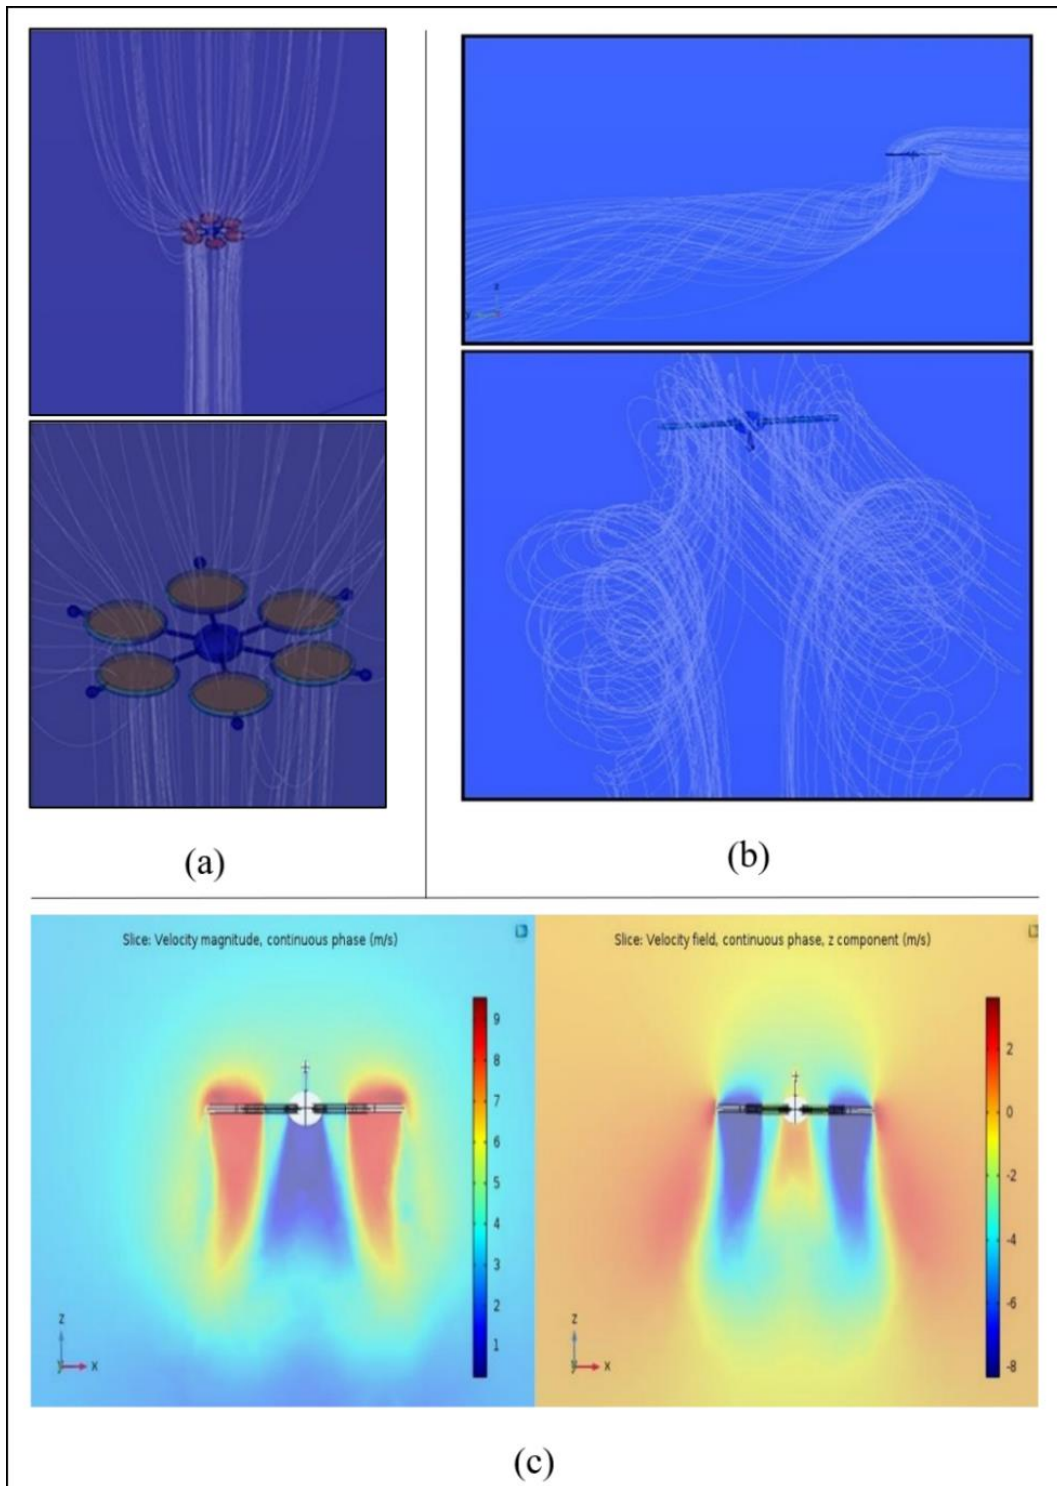 z
y
(a)
(b)
Slice: Velocity magnitude, continuous phase (m/s)
9
8
7
6
5
4
3
2
1
z
y
x
Slice: Velocity field, continuous phase, z component (m/s)
2
0
-2
-4
-6
-8
z
y
x
(c)